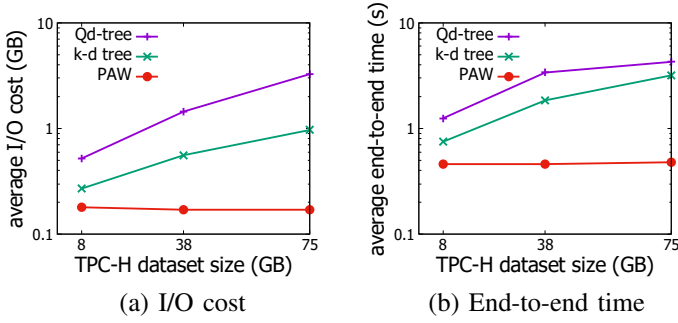 average I/O cost (GB)
10
1
0.1
Qd-tree
k-d tree
PAW
8
38
75
TPC-H dataset size (GB)
(a) I/O cost
average end-to-end time (s)
10
1
0.1
Qd-tree
k-d tree
PAW
8
38
75
TPC-H dataset size (GB)
(b) End-to-end time